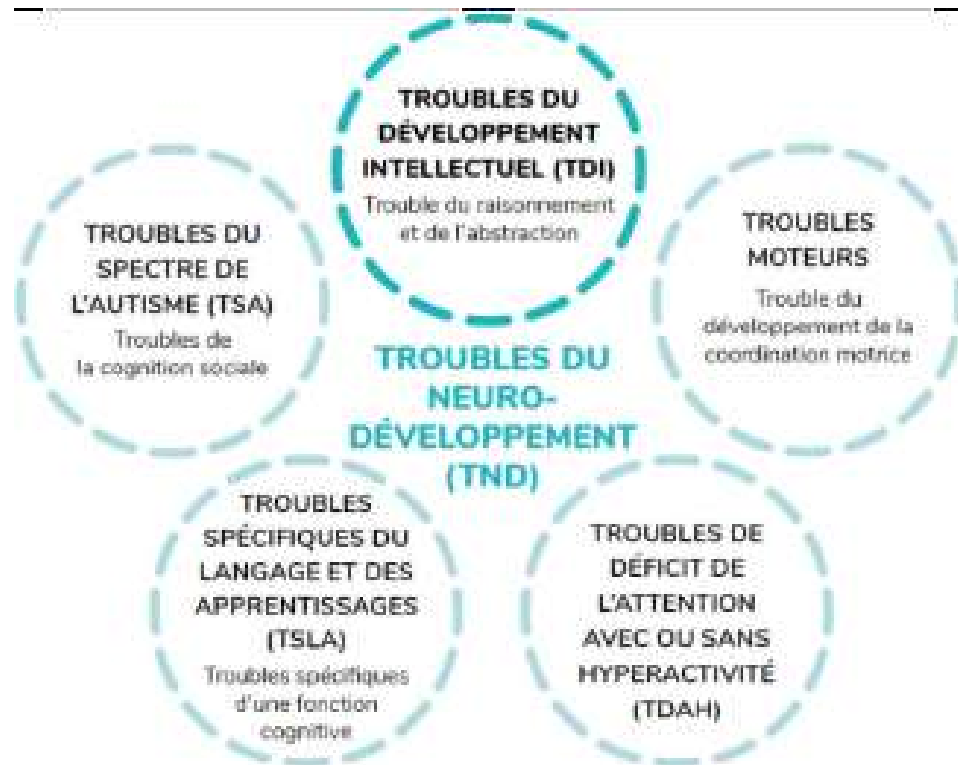 TROUBLES DU
DÉVELOPPEMENT
INTELLECTUEL (TDI)
Trouble du raisonnement
et de l'abstraction
TROUBLES DU
SPECTRE DE
L'AUTISME (TSA)
Troubles de
la cognition sociale
TROUBLES
MOTEURS
Trouble du
développement de la
coordination motrice
TROUBLES DU
NEURO-
DÉVELOPPEMENT
(TND)
TROUBLES
SPÉCIFIQUES DU
LANGAGE ET DES
APPRENTISSAGES
(TSLA)
Troubles spécifiques
d'une fonction
cognitive
TROUBLES DE
DÉFICIT DE
L'ATTENTION
AVEC OU SANS
HYPERACTIVITÉ
(TDAH)